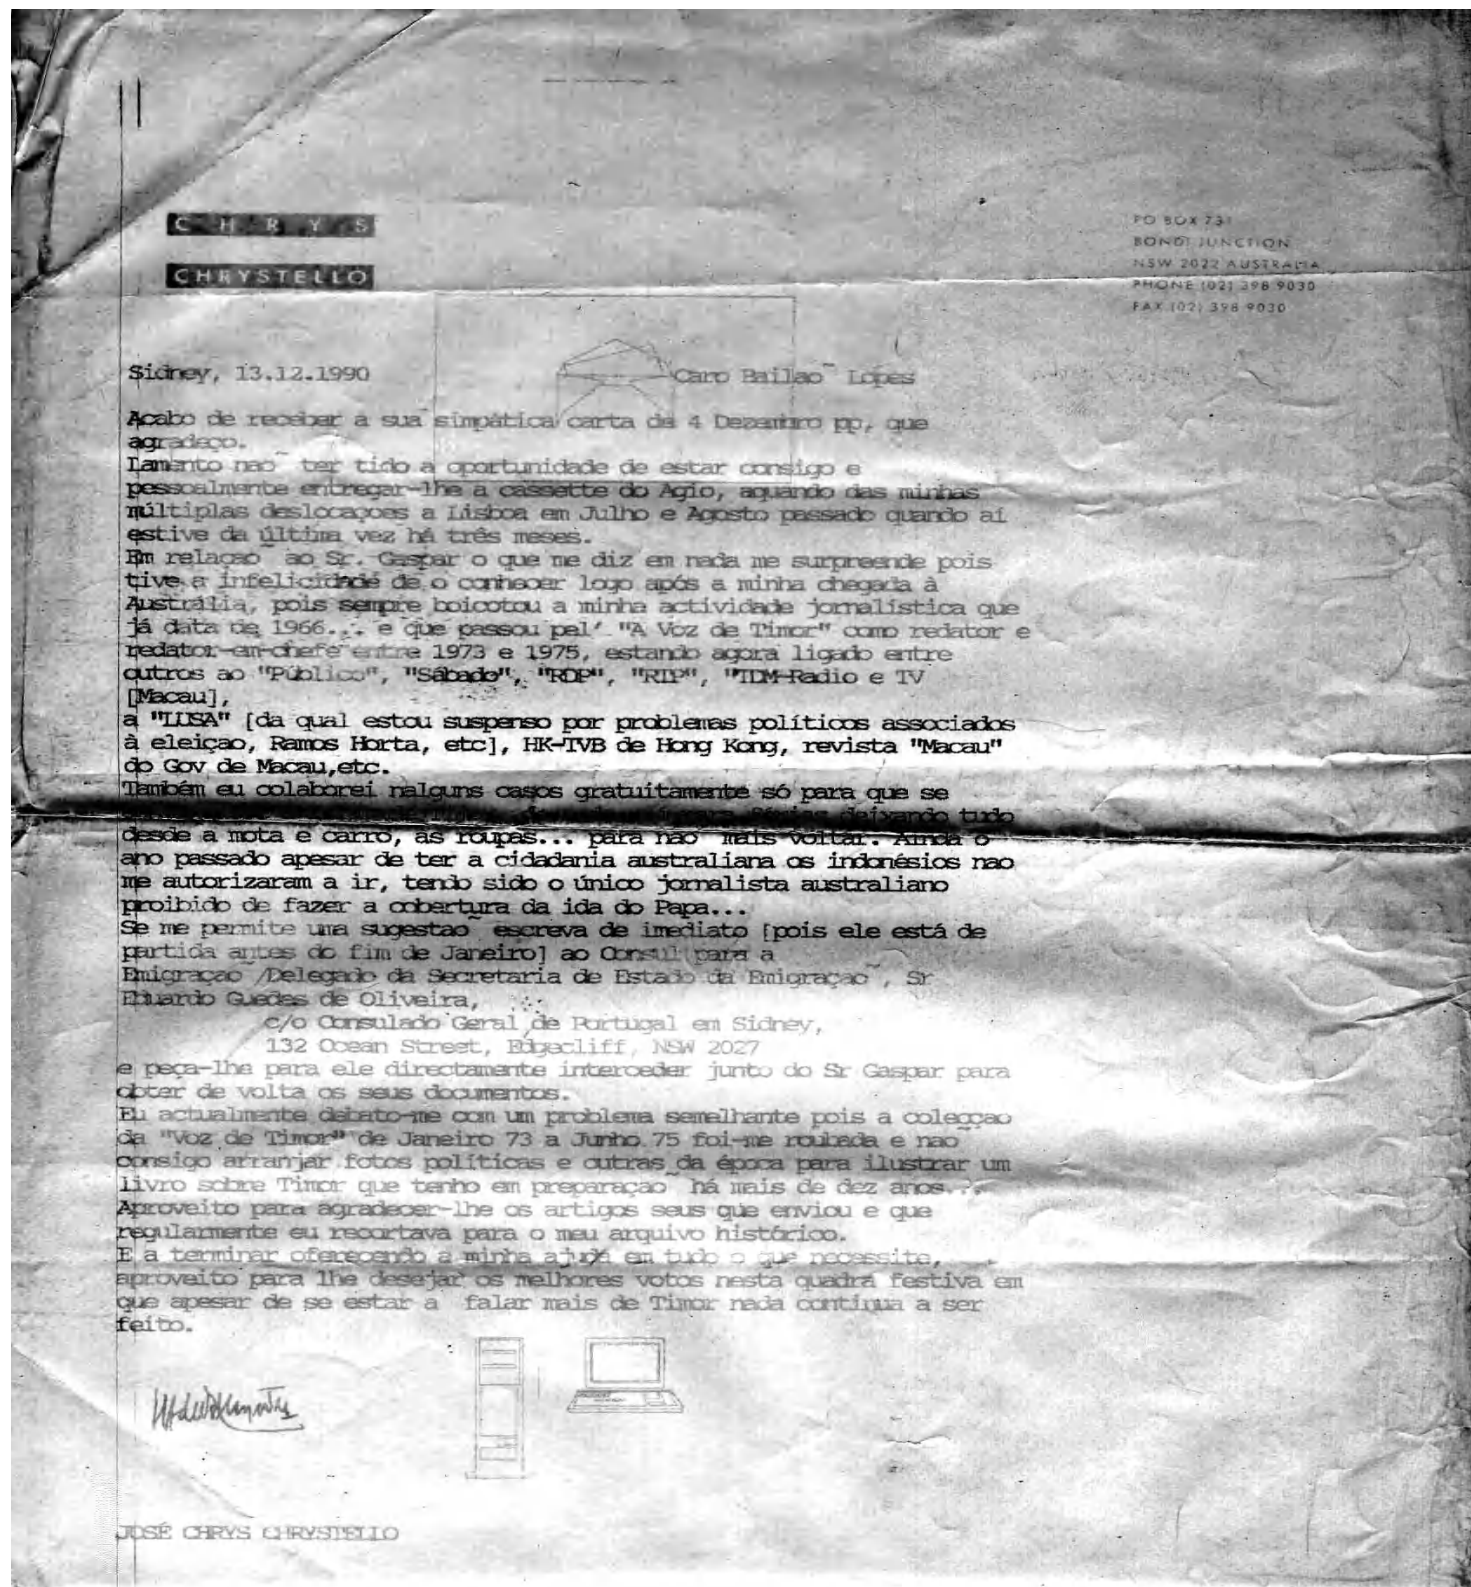 CHRYS
CHRYSTELLO
PO BOX 731
BONDI JUNCTION
NSW 2022 AUSTRALIA
PHONE (02) 398 9030
FAX (02) 398 9030
Sidney, 13.12.1990
Caro Bailao~ Lopes
Acabo de receber a sua simpática carta de 4 Dezembro pp, que
agradeço.
Lamento nao~ ter tido a oportunidade de estar consigo e
pessoalmente entregar-lhe a cassette do Agio, aquando das minhas
múltiplas deslocaçoes a Lisboa em Julho e Agosto passado quando aí
estive da última vez há três meses.
Em relaçao~ ao Sr. Gaspar o que me diz em nada me surpreende pois
tive a infelicidade de o conhecer logo após a minha chegada à
Austrália, pois sempre boicotou a minha actividade jornalística que
já data de 1966... e que passou pel' "A Voz de Timor" como redator e
redator-en-chefe entre 1973 e 1975, estando agora ligado entre
outros ao "Público", "Sábado", "RDP", "RTP", "TDM-Radio e TV
[Macau],
a "LUSA" [da qual estou suspenso por problemas políticos associados
à eleiçao, Ramos Horta, etc], HK-TVB de Hong Kong, revista "Macau"
do Gov de Macau,etc.
Também eu colaborei nalguns casos gratuitamente só para que se
férias deixando tudo
desde a mota e carro, as roupas... para nao~ mais voltar. Ainda o
ano passado apesar de ter a cidadania australiana os indonésios nao
me autorizaram a ir, tendo sido o único jornalista australiano
proibido de fazer a cobertura da ida do Papa...
Se me permite uma sugestao~ escreva de imediato [pois ele está de
partida antes do fim de Janeiro] ao Consul para a
Emigraçao /Delegado da Secretaria de Estado da Emigraçao~, Sr
Eduardo Guedes de Oliveira,
c/o Consulado Geral de Portugal em Sidney,
132 Ocean Street, Edgecliff, NSW 2027
e peça-lhe para ele directamente interceder junto do Sr Gaspar para
obter de volta os seus documentos.
Eu actualmente debato-me com um problema semelhante pois a colecçao
da "Voz de Timor" de Janeiro 73 a Junho 75 foi-me roubada e nao
consigo arranjar fotos políticas e outras da época para ilustrar um
livro sobre Timor que tenho em preparaçao~ há mais de dez anos...
Aproveito para agradecer-lhe os artigos seus que enviou e que
regularmente eu recortava para o meu arquivo histórico.
E a terminar oferecendo a minha ajuda em tudo o que necessite,
aproveito para lhe desejar os melhores votos nesta quadra festiva em
que apesar de se estar a falar mais de Timor nada continua a ser
feito.
JOSÉ CHRYS CHRYSTELLO